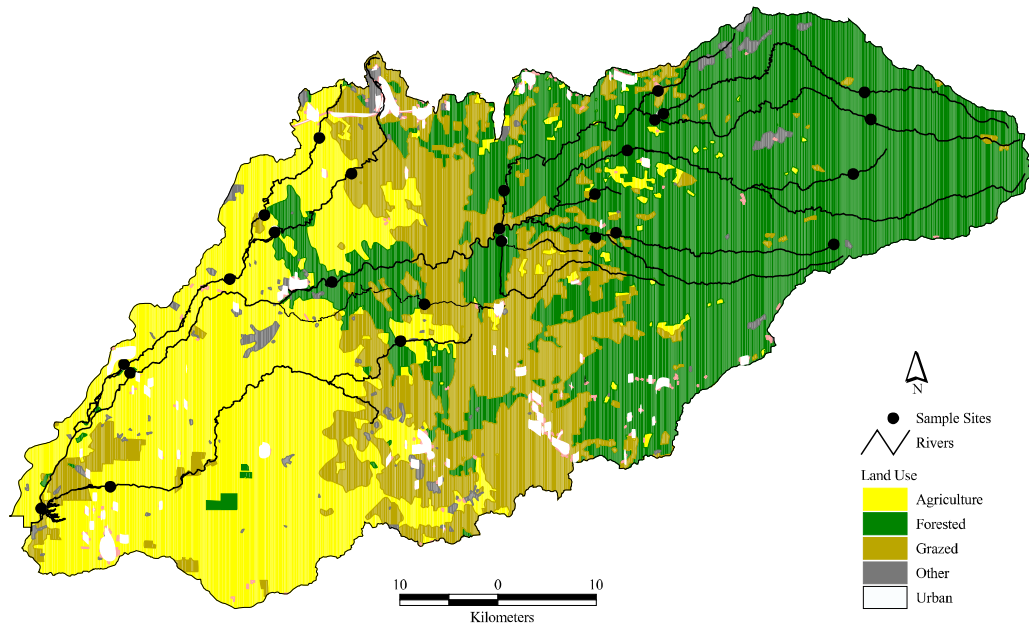 N
Sample Sites
Rivers
Land Use
Agriculture
Forested
Grazed
Other
Urban
10 0 10
Kilometers